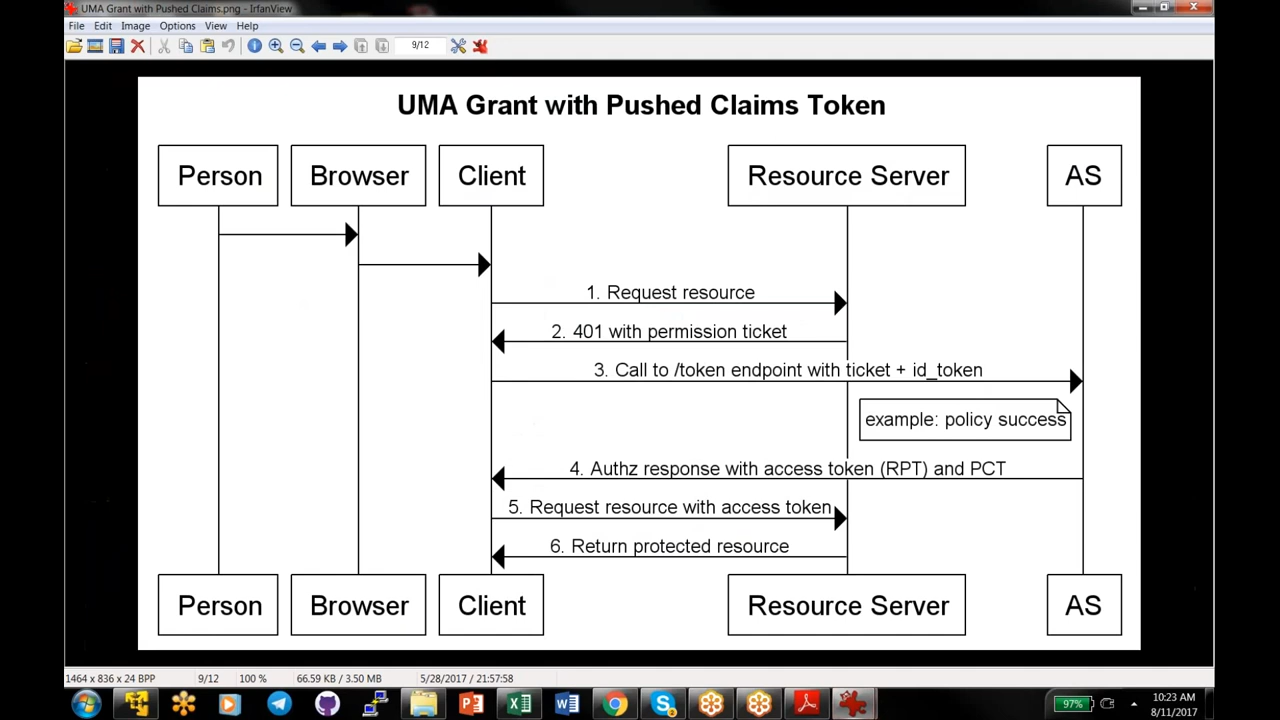 UMA Grant with Pushed Claims.png - IrfanView
File Edit Image Options View Help
9/12
UMA Grant with Pushed Claims Token
Person Browser Client Resource Server AS
1. Request resource
2. 401 with permission ticket
3. Call to /token endpoint with ticket + id_token
example: policy success
4. Authz response with access token (RPT) and PCT
5. Request resource with access token
6. Return protected resource
Person Browser Client Resource Server AS
1464 x 836 x 24 BPP 9/12 100 % 66.59 KB / 3.50 MB 5/28/2017 / 21:57:58
97% 10:23 AM
8/11/2017